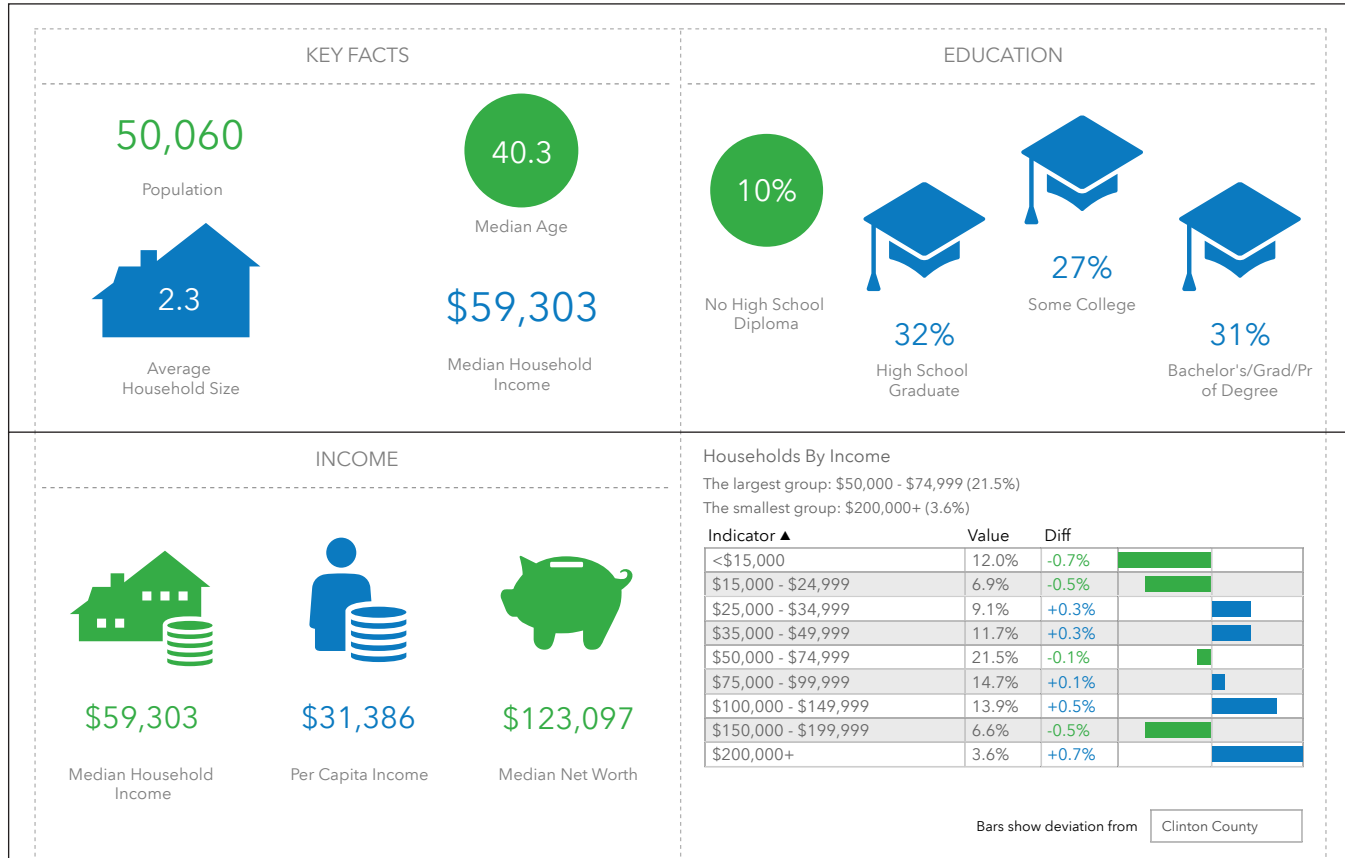 KEY FACTS
50,060
Population
40.3
Median Age
2.3
Average
Household Size
$59,303
Median Household
Income
EDUCATION
10%
No High School
Diploma
32%
High School
Graduate
27%
Some College
31%
Bachelor's/Grad/Pr
of Degree
INCOME
$59,303
Median Household
Income
$31,386
Per Capita Income
$123,097
Median Net Worth
Households By Income
The largest group: $50,000 - $74,999 (21.5%)
The smallest group: $200,000+ (3.6%)
Indicator ▲ Value Diff
<$15,000 12.0% -0.7%
$15,000 - $24,999 6.9% -0.5%
$25,000 - $34,999 9.1% +0.3%
$35,000 - $49,999 11.7% +0.3%
$50,000 - $74,999 21.5% -0.1%
$75,000 - $99,999 14.7% +0.1%
$100,000 - $149,999 13.9% +0.5%
$150,000 - $199,999 6.6% -0.5%
$200,000+ 3.6% +0.7%
Bars show deviation from Clinton County